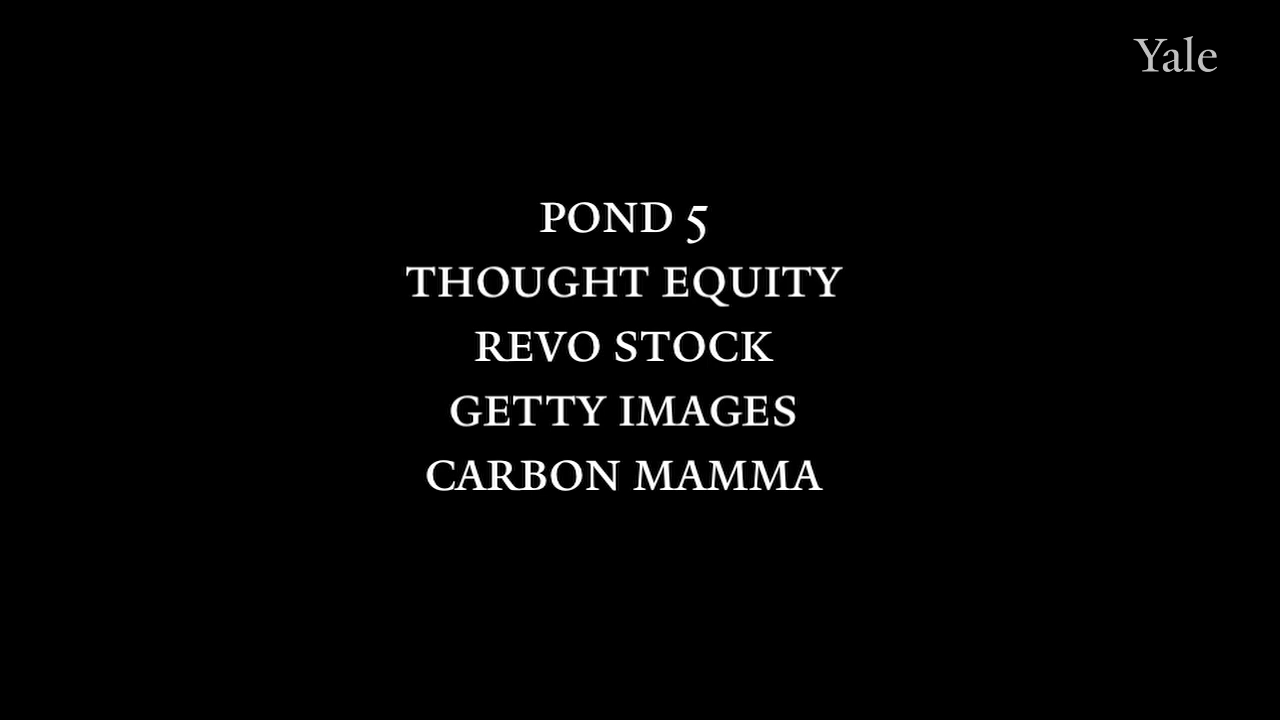 Yale
POND 5
THOUGHT EQUITY
REVO STOCK
GETTY IMAGES
CARBON MAMMA